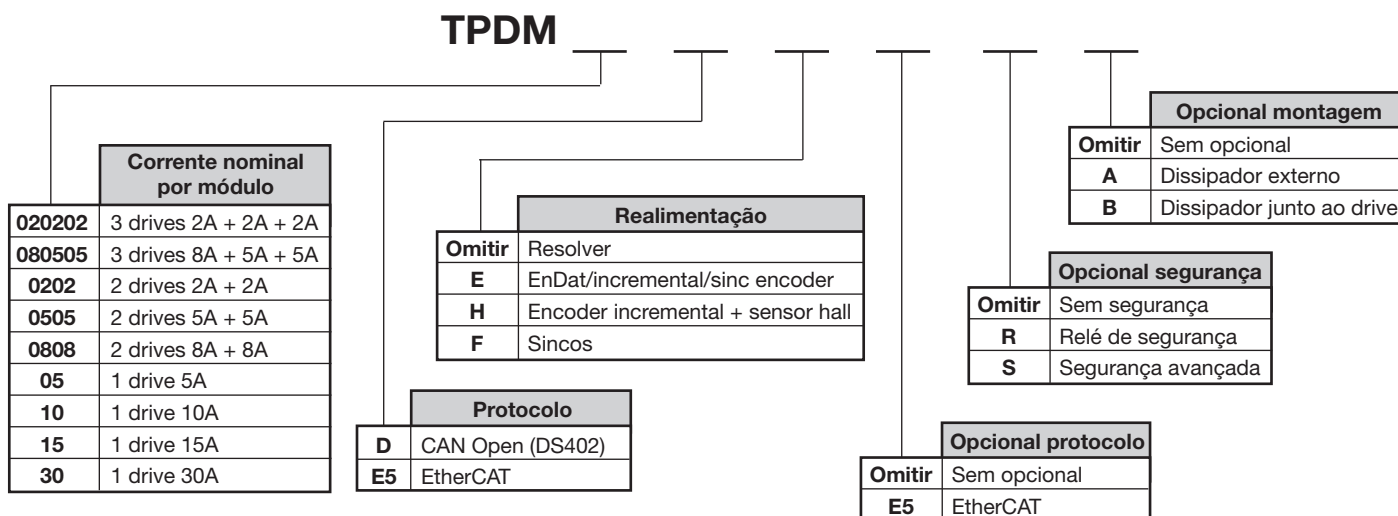 TPDM
Corrente nominal
por módulo
020202 3 drives 2A + 2A + 2A
080505 3 drives 8A + 5A + 5A
0202 2 drives 2A + 2A
0505 2 drives 5A + 5A
0808 2 drives 8A + 8A
05 1 drive 5A
10 1 drive 10A
15 1 drive 15A
30 1 drive 30A
Protocolo
D CAN Open (DS402)
E5 EtherCAT
Realimentação
Omitir Resolver
E EnDat/incremental/sinc encoder
H Encoder incremental + sensor hall
F Sincos
Opcional protocolo
Omitir Sem opcional
E5 EtherCAT
Opcional segurança
Omitir Sem segurança
R Relé de segurança
S Segurança avançada
Opcional montagem
Omitir Sem opcional
A Dissipador externo
B Dissipador junto ao drive